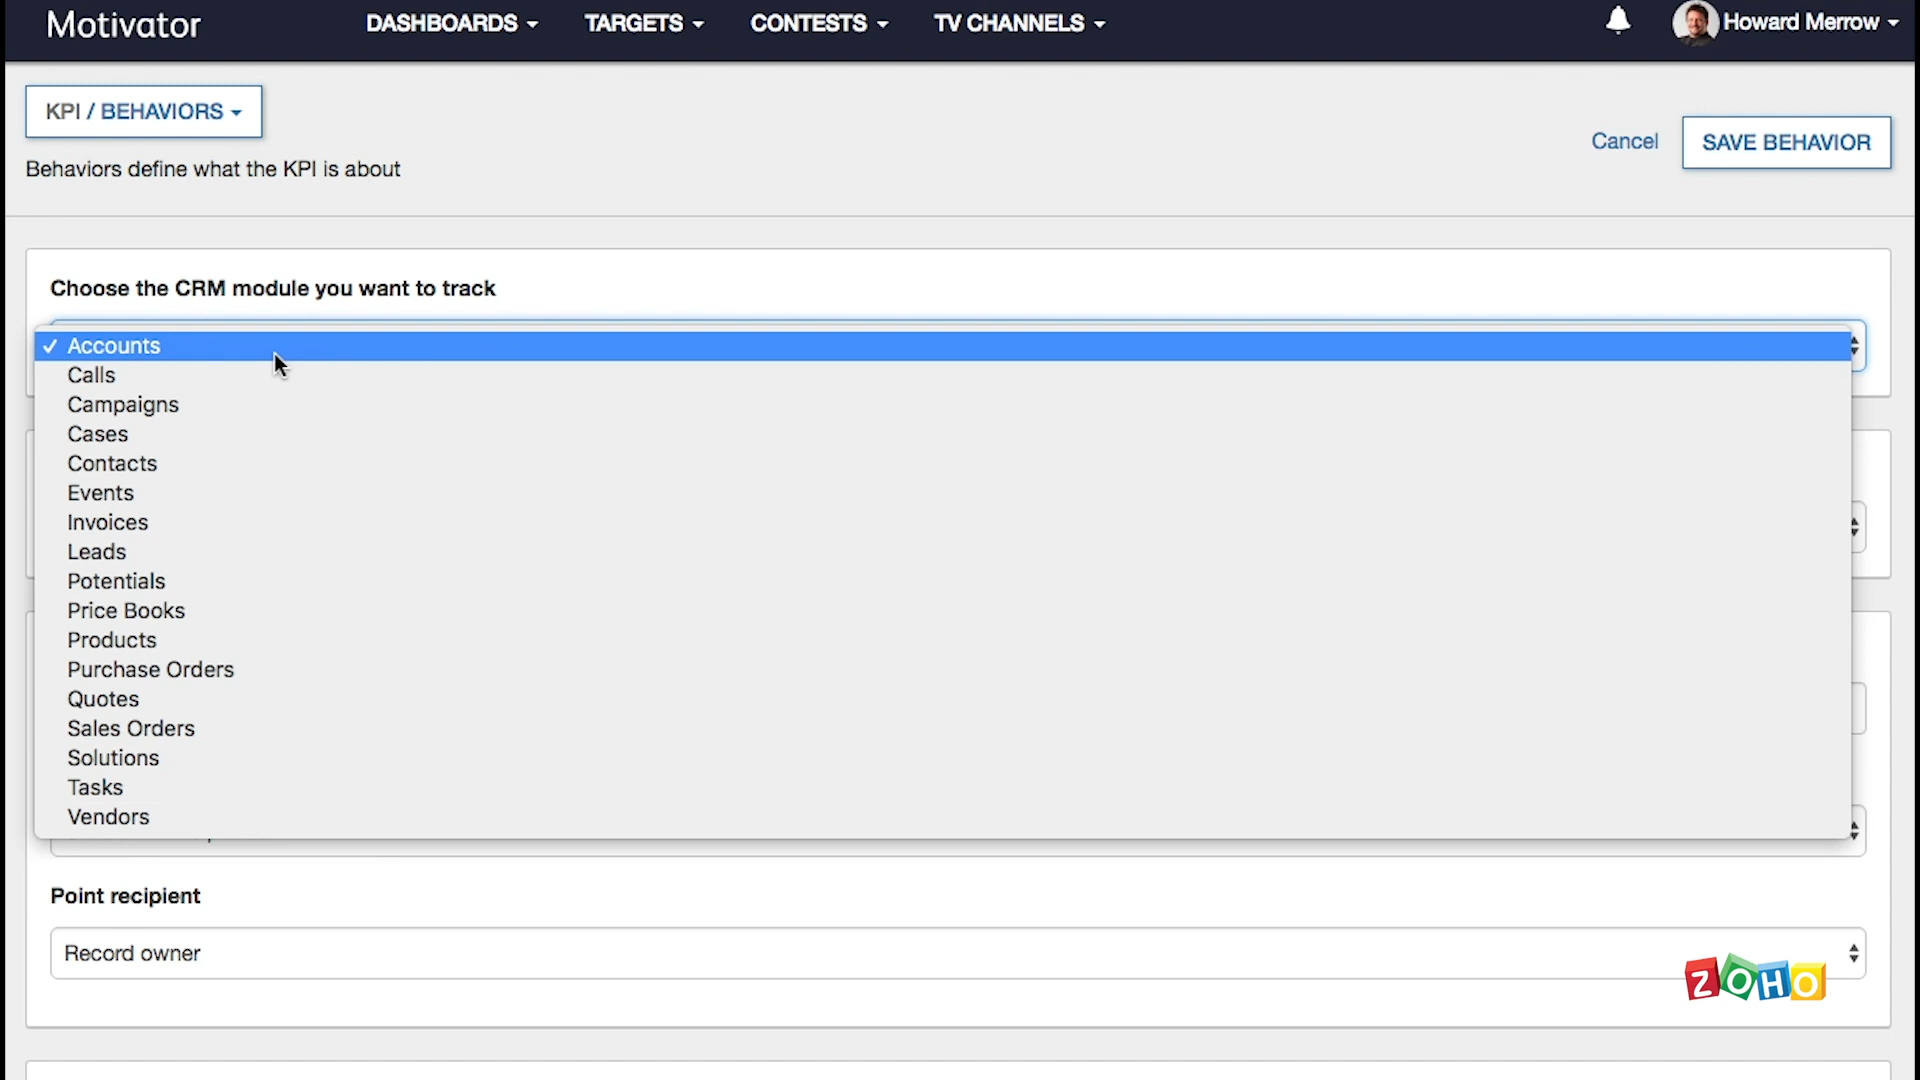 Motivator
DASHBOARDS
TARGETS
CONTESTS
TV CHANNELS
Howard Merrow
KPI / BEHAVIORS
Behaviors define what the KPI is about
Cancel
SAVE BEHAVIOR
Choose the CRM module you want to track
Accounts
Calls
Campaigns
Cases
Contacts
Events
Invoices
Leads
Potentials
Price Books
Products
Purchase Orders
Quotes
Sales Orders
Solutions
Tasks
Vendors
Point recipient
Record owner
ZOHO